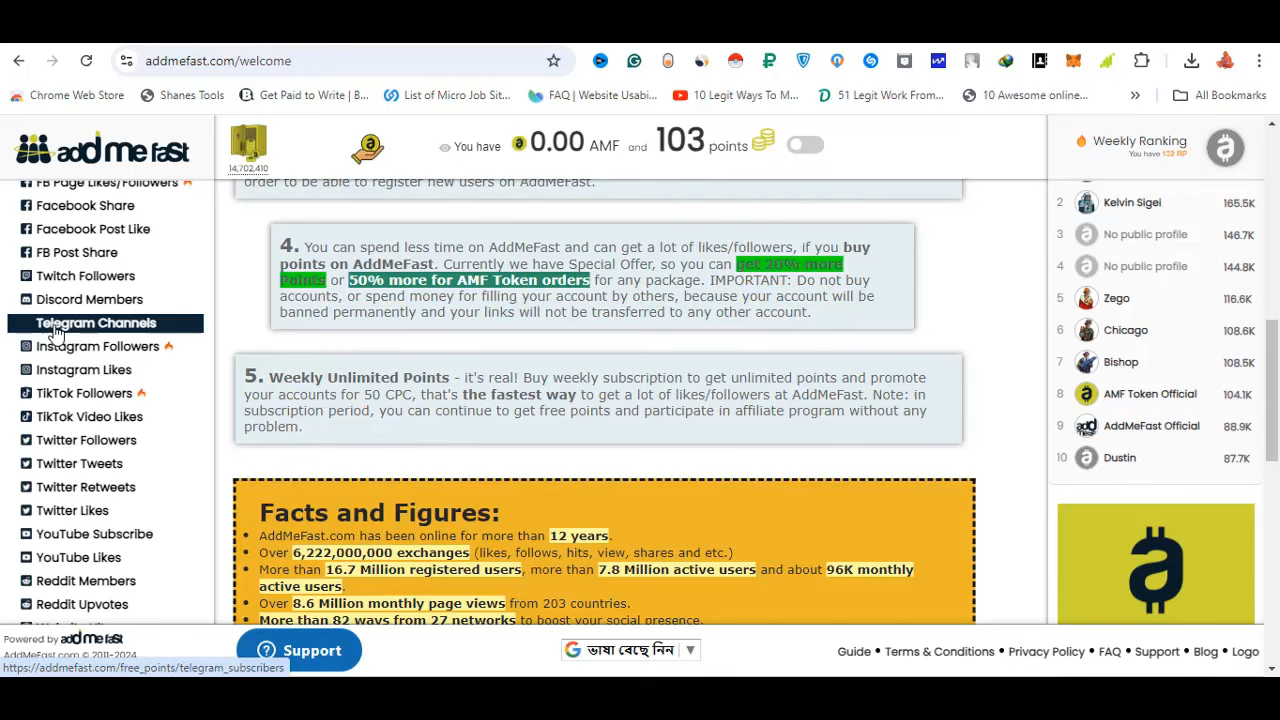 addmefast.com/welcome
Chrome Web Store
Shanes Tools
Get Paid to Write | B...
List of Micro Job Sit...
FAQ | Website Usabi...
10 Legit Ways To M...
51 Legit Work From...
10 Awesome online...
»
All Bookmarks
add me fast
14,702,410
You have 0.00 AMF and 103 points
Weekly Ranking
You have 132 RP
FB Page Likes/Followers
Facebook Share
Facebook Post Like
FB Post Share
Twitch Followers
Discord Members
Telegram Channels
Instagram Followers
Instagram Likes
TikTok Followers
TikTok Video Likes
Twitter Followers
Twitter Tweets
Twitter Retweets
Twitter Likes
YouTube Subscribe
YouTube Likes
Reddit Members
Reddit Upvotes
order to be able to register new users on AddMeFast.
4. You can spend less time on AddMeFast and can get a lot of likes/followers, if you buy
points on AddMeFast. Currently we have Special Offer, so you can get 20% more
Points or 50% more for AMF Token orders for any package. IMPORTANT: Do not buy
accounts, or spend money for filling your account by others, because your account will be
banned permanently and your links will not be transferred to any other account.
5. Weekly Unlimited Points - it's real! Buy weekly subscription to get unlimited points and promote
your accounts for 50 CPC, that's the fastest way to get a lot of likes/followers at AddMeFast. Note: in
subscription period, you can continue to get free points and participate in affiliate program without any
problem.
Facts and Figures:
AddMeFast.com has been online for more than 12 years.
Over 6,222,000,000 exchanges (likes, follows, hits, view, shares and etc.)
More than 16.7 Million registered users, more than 7.8 Million active users and about 96K monthly
active users.
Over 8.6 Million monthly page views from 203 countries.
More than 82 ways from 27 networks to boost your social presence.
2 Kelvin Sigei 165.5K
3 No public profile 146.7K
4 No public profile 144.8K
5 Zego 116.6K
6 Chicago 108.6K
7 Bishop 108.5K
8 AMF Token Official 104.1K
9 AddMeFast Official 88.9K
10 Dustin 87.7K
Powered by add me fast
AddMeFast.com © 2011-2024
https://addmefast.com/free_points/telegram_subscribers
Support
ভাষা বেছে নিন ▼
Guide · Terms & Conditions · Privacy Policy · FAQ · Support · Blog · Logo